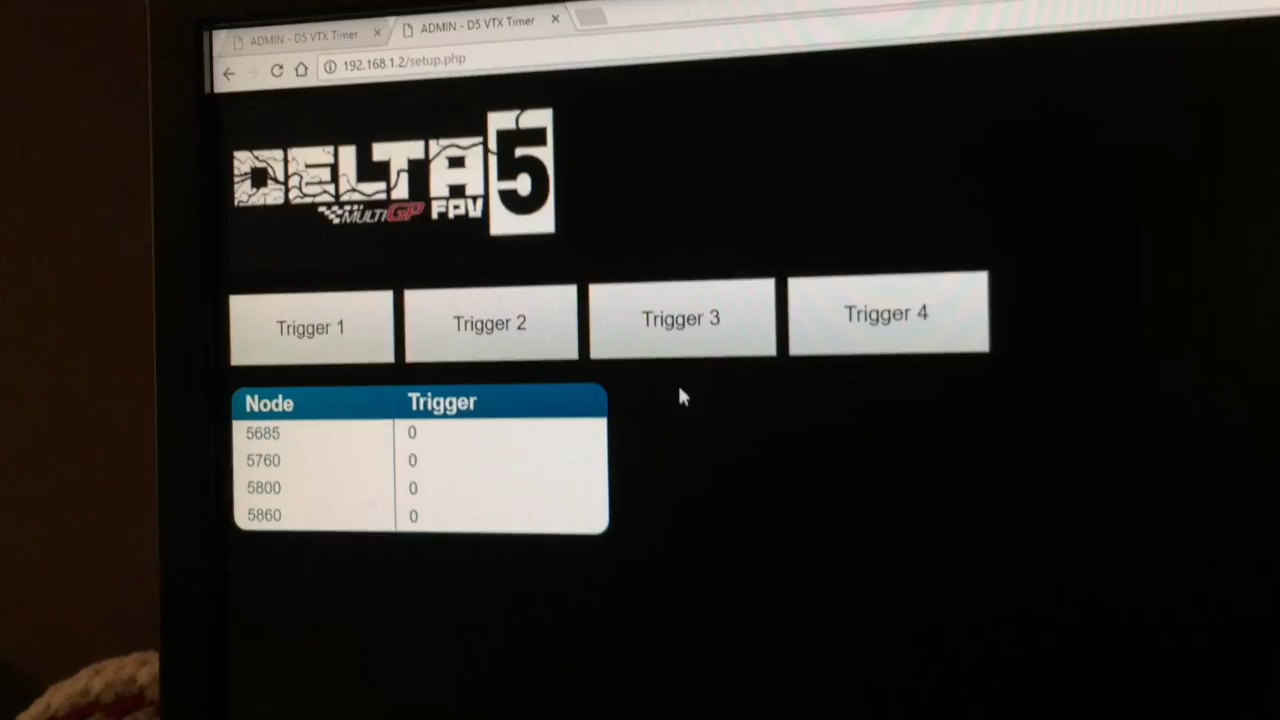 ADMIN - D5 VTX Timer
ADMIN - D5 VTX Timer
192.168.1.2/setup.php
DELTA 5
MULTIGP FPV
Trigger 1
Trigger 2
Trigger 3
Trigger 4
Node Trigger
5685 0
5760 0
5800 0
5860 0